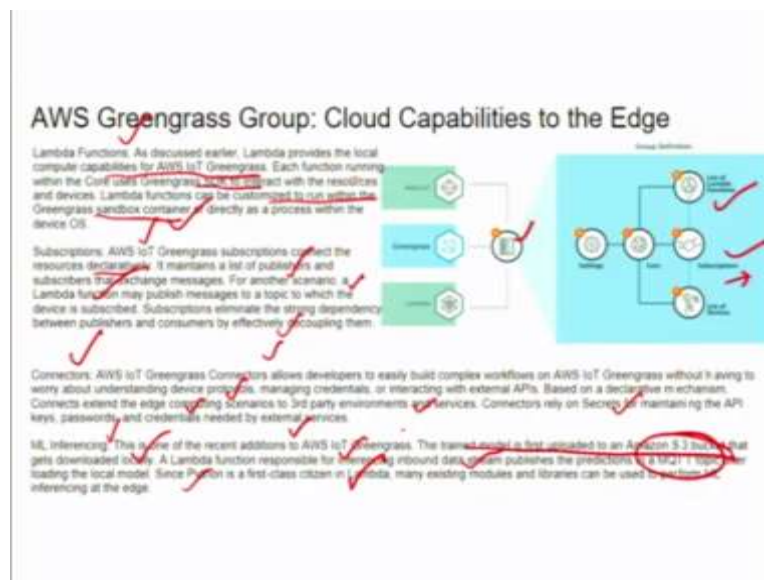 AWS Greengrass Group: Cloud Capabilities to the Edge
Lambda Functions: As discussed earlier, Lambda provides the local
compute capabilities for AWS IoT Greengrass. Each function running
within the Core uses Greengrass to interact with the resources
and devices. Lambda functions can be customized to run within the
Greengrass sandbox container or directly as a process within the
device OS.
Subscriptions: AWS IoT Greengrass subscriptions connect the
resources declaratively. It maintains a list of publishers and
subscribers that exchange messages. For another scenario, a
Lambda function may publish messages to a topic to which the
device is subscribed. Subscriptions eliminate the strong dependency
between publishers and consumers by effectively decoupling them.
Group Definition
Greengrass
Settings
Core
Subscriptions
List of
Devices
Connectors: AWS IoT Greengrass Connectors allows developers to easily build complex workflows on AWS IoT Greengrass without having to
worry about understanding device protocols, managing credentials, or interacting with external APIs. Based on a declarative mechanism,
Connects extend the edge computing scenarios to 3rd party environments and services. Connectors rely on Secrets for maintaining the API
keys, passwords, and credentials needed by external services.
ML Inferencing: This is one of the recent additions to AWS IoT Greengrass. The trained model is first uploaded to an Amazon S3 bucket that
gets downloaded locally. A Lambda function responsible for inferencing inbound data stream publishes the predictions to a MQTT topic after
loading the local model. Since Python is a first-class citizen in Lambda, many existing modules and libraries can be used to perform
inferencing at the edge.